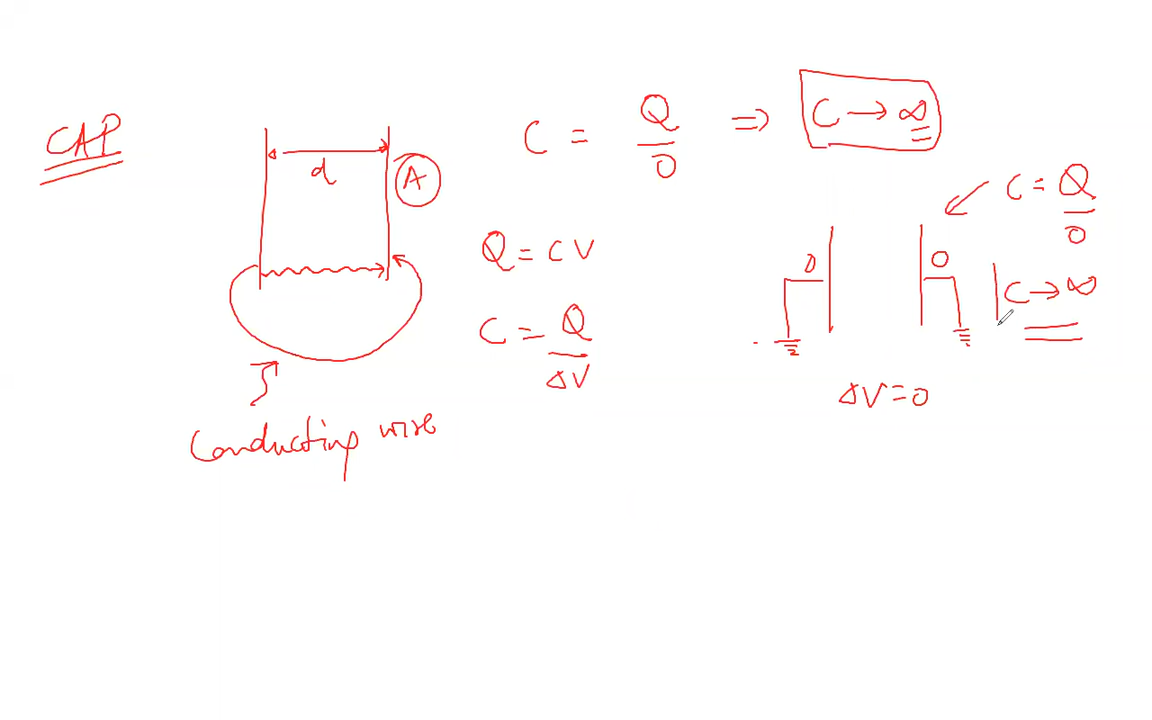 CAP
d
A
conducting wire
C = Q/0 ⇒ C → ∞
Q = CV
C = Q/ΔV
0
0
ΔV = 0
C = Q/0
C → ∞